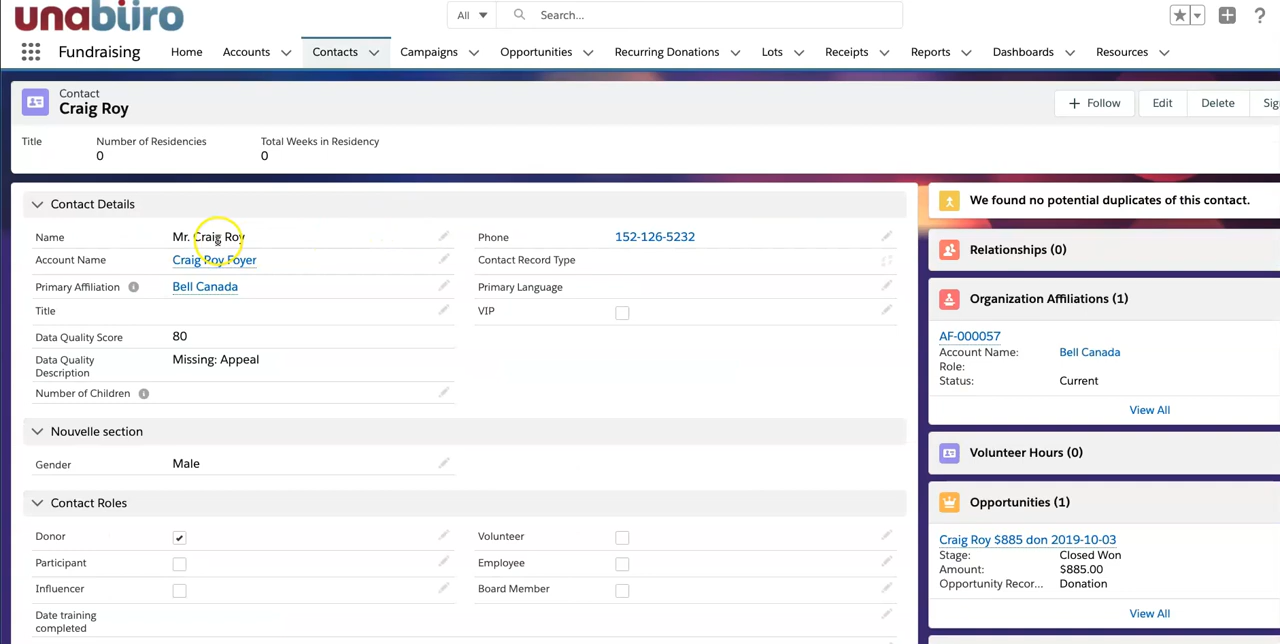 unabüro
All
Search...
Fundraising
Home
Accounts
Contacts
Campaigns
Opportunities
Recurring Donations
Lots
Receipts
Reports
Dashboards
Resources
Contact
Craig Roy
Follow
Edit
Delete
Title
Number of Residencies
0
Total Weeks in Residency
0
Contact Details
Name
Mr. Craig Roy
Account Name
Craig Roy Foyer
Primary Affiliation
Bell Canada
Title
Data Quality Score
80
Data Quality
Description
Missing: Appeal
Number of Children
Phone
152-126-5232
Contact Record Type
Primary Language
VIP
Nouvelle section
Gender
Male
Contact Roles
Donor
Participant
Influencer
Date training
completed
Volunteer
Employee
Board Member
We found no potential duplicates of this contact.
Relationships (0)
Organization Affiliations (1)
AF-000057
Account Name:
Bell Canada
Role:
Status:
Current
View All
Volunteer Hours (0)
Opportunities (1)
Craig Roy $885 don 2019-10-03
Stage:
Closed Won
Amount:
$885.00
Opportunity Recor...
Donation
View All